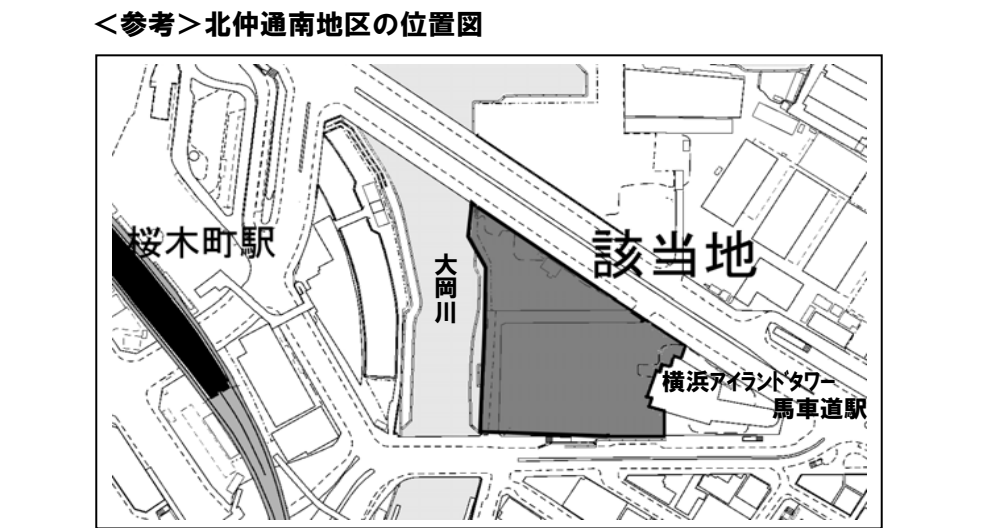 ＜参考＞北仲通南地区の位置図
桜木町駅
大岡川
該当地
横浜アイランドタワー
馬車道駅